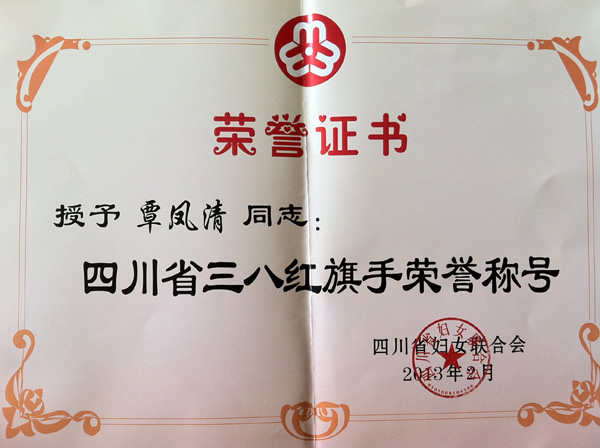 荣誉证书
授予 覃凤清 同志：
四川省三八红旗手荣誉称号
四川省妇女联合会
2013年2月